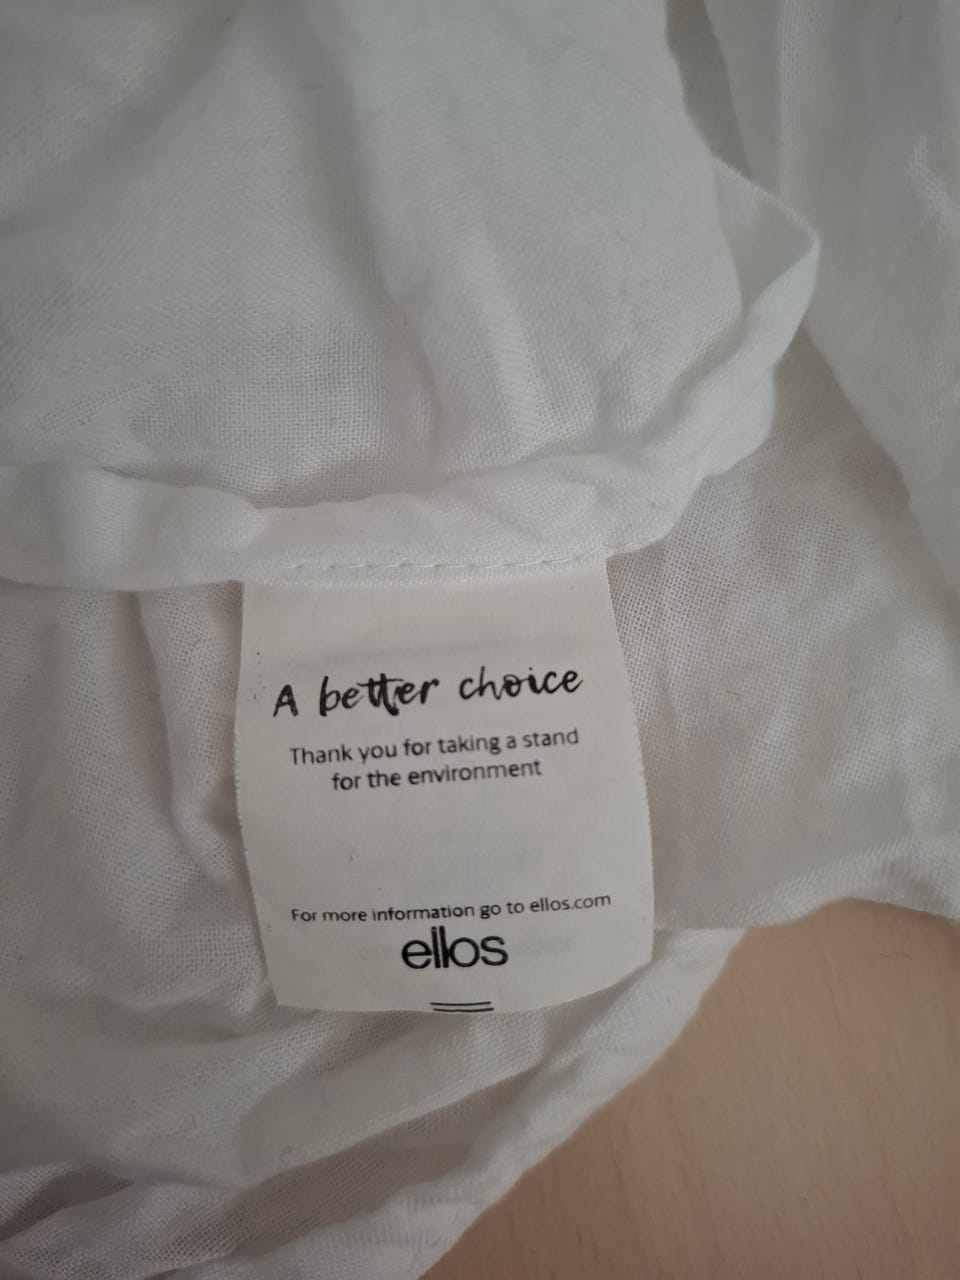 A better choice
Thank you for taking a stand
for the environment
For more information go to ellos.com
ellos